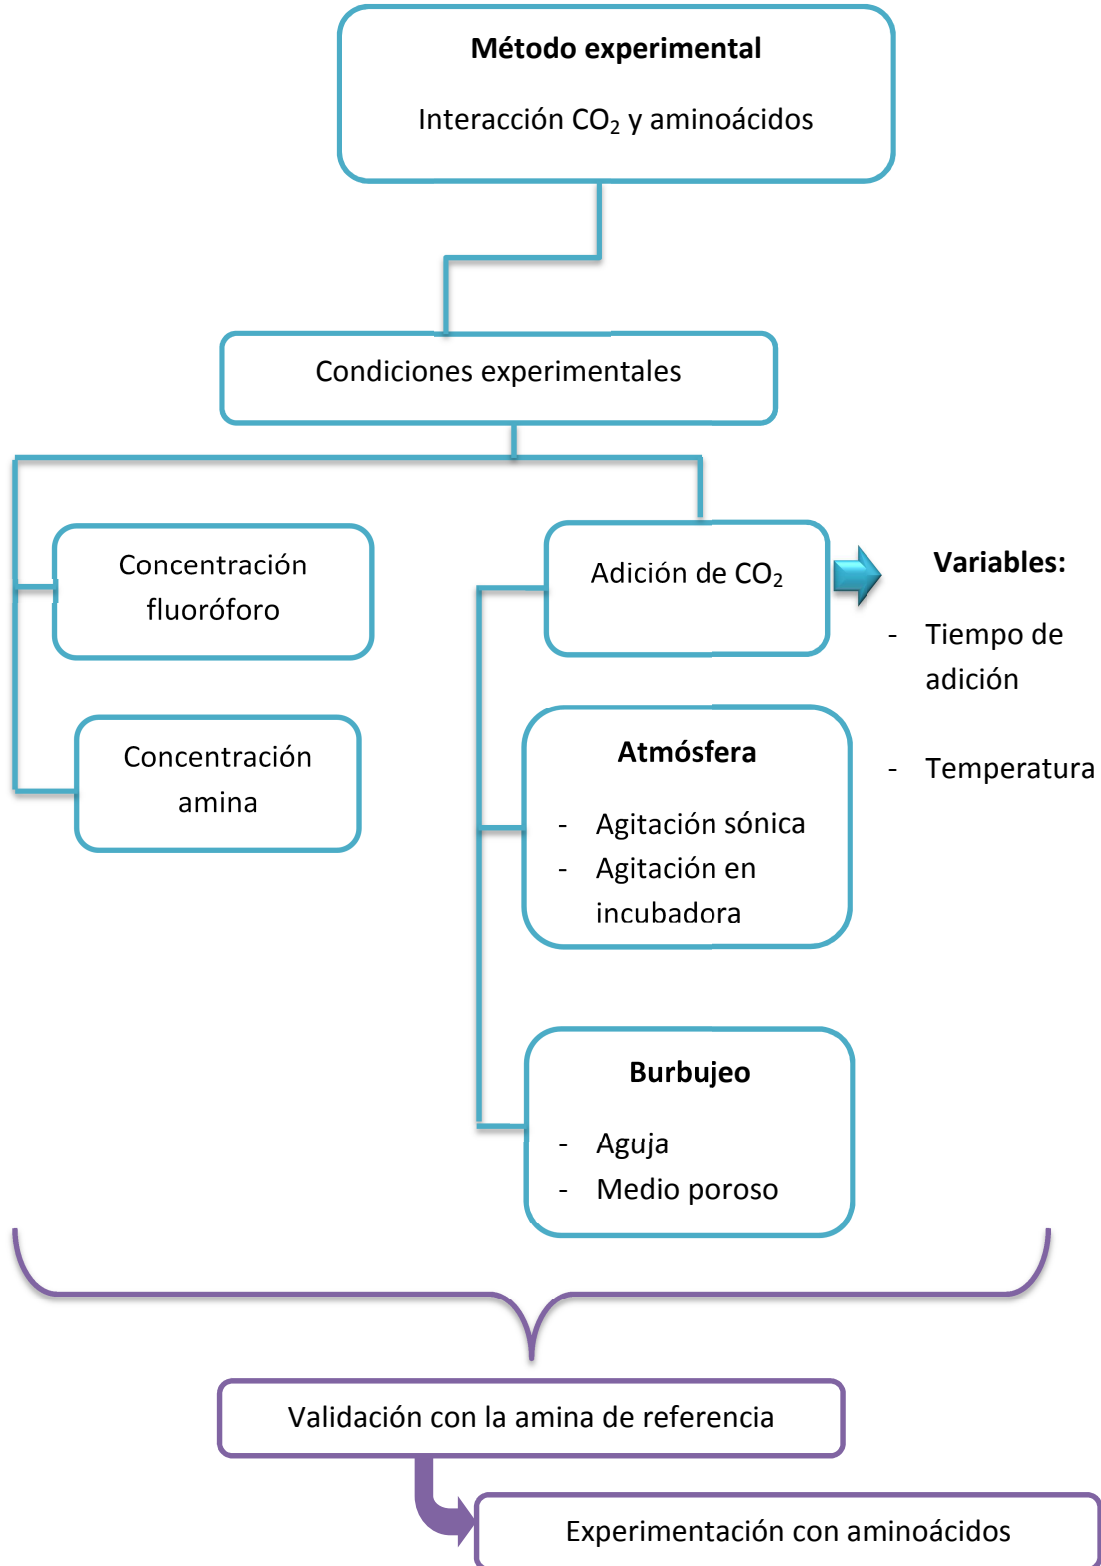 Método experimental
Interacción CO₂ y aminoácidos
Condiciones experimentales
Concentración
fluoróforo
Concentración
amina
Adición de CO₂
Variables:
- Tiempo de
adición
- Temperatura
Atmósfera
- Agitación sónica
- Agitación en
incubadora
Burbujeo
- Aguja
- Medio poroso
Validación con la amina de referencia
Experimentación con aminoácidos